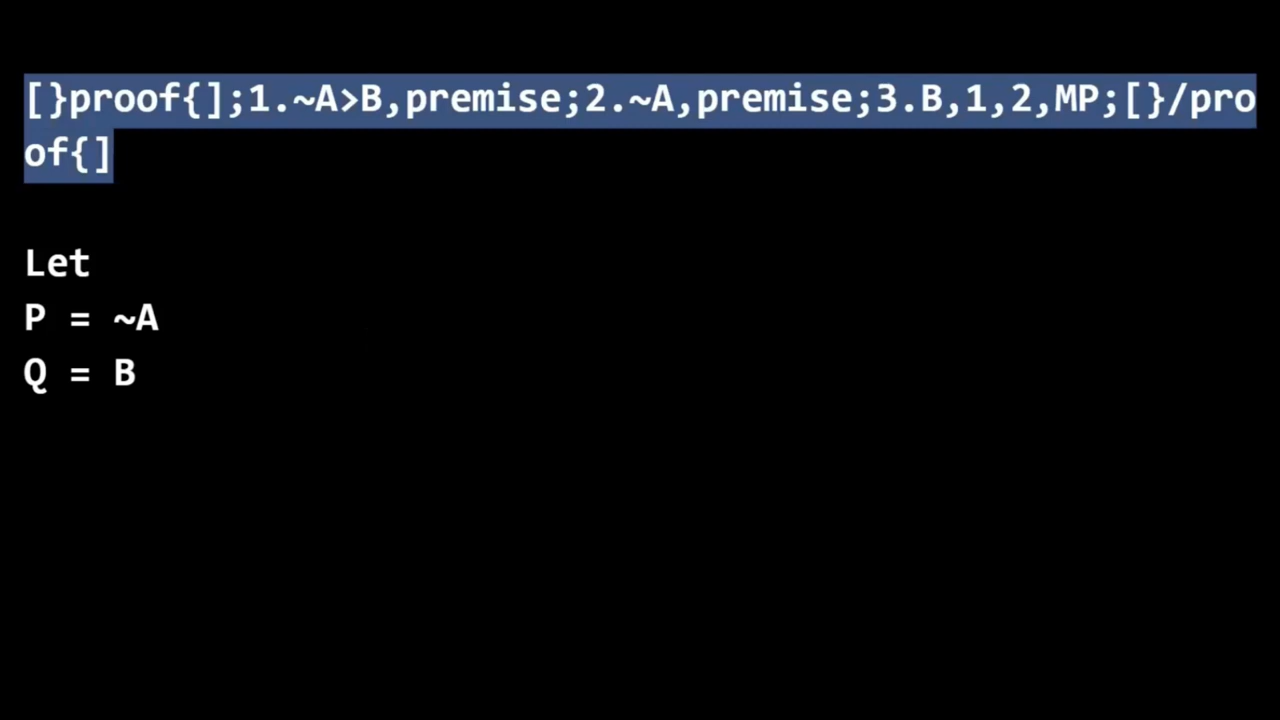 [}proof{];1.~A>B,premise;2.~A,premise;3.B,1,2,MP;[}/pro
of{]
Let
P = ~A
Q = B